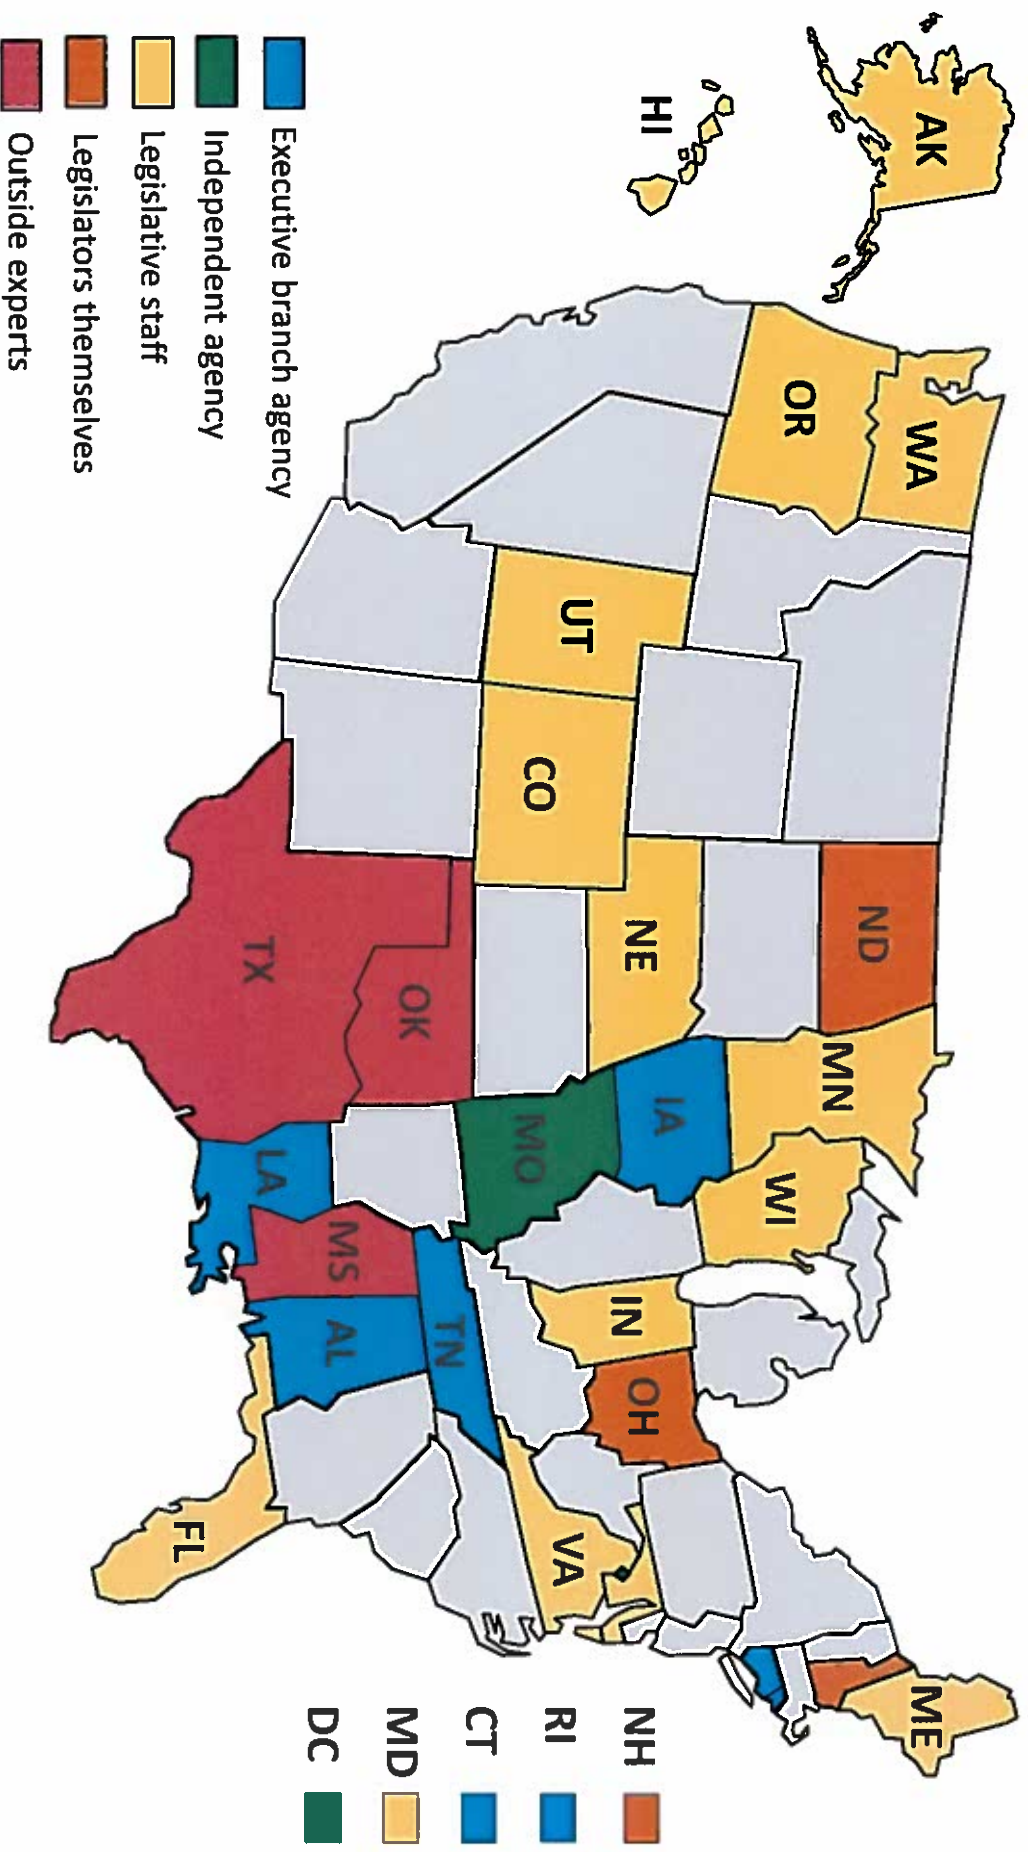 AK
HI
WA
OR
UT
CO
ND
NE
MN
IA
WI
MO
OK
TX
LA
MS
AL
TN
IN
OH
VA
FL
ME
NH
RI
CT
MD
DC
Executive branch agency
Independent agency
Legislative staff
Legislators themselves
Outside experts